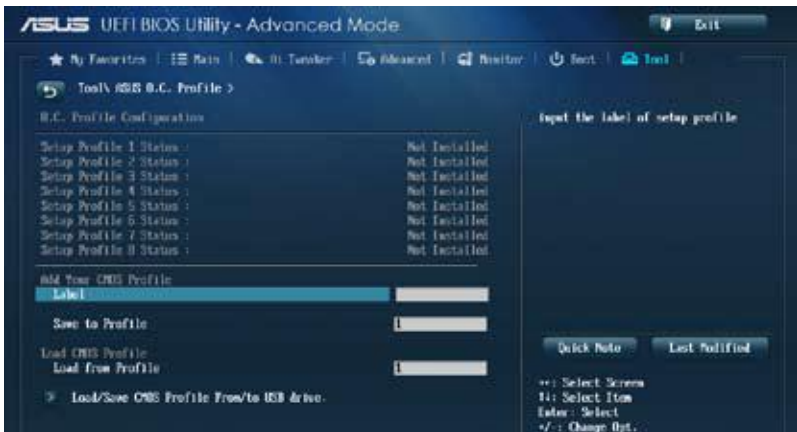 ASUS UEFI BIOS Utility - Advanced Mode
Exit
My Favorites Main Ai Tweaker Advanced Monitor Boot Tool
Tool\ ASUS O.C. Profile >
O.C. Profile Configuration
Input the label of setup profile
Setup Profile 1 Status : Not Installed
Setup Profile 2 Status : Not Installed
Setup Profile 3 Status : Not Installed
Setup Profile 4 Status : Not Installed
Setup Profile 5 Status : Not Installed
Setup Profile 6 Status : Not Installed
Setup Profile 7 Status : Not Installed
Setup Profile 8 Status : Not Installed
Add Your CMOS Profile
Label
Save to Profile 1
Load CMOS Profile
Load from Profile 1
Load/Save CMOS Profile From/to USB drive.
Quick Note Last Modified
→←: Select Screen
↑↓: Select Item
Enter: Select
+/-: Change Opt.